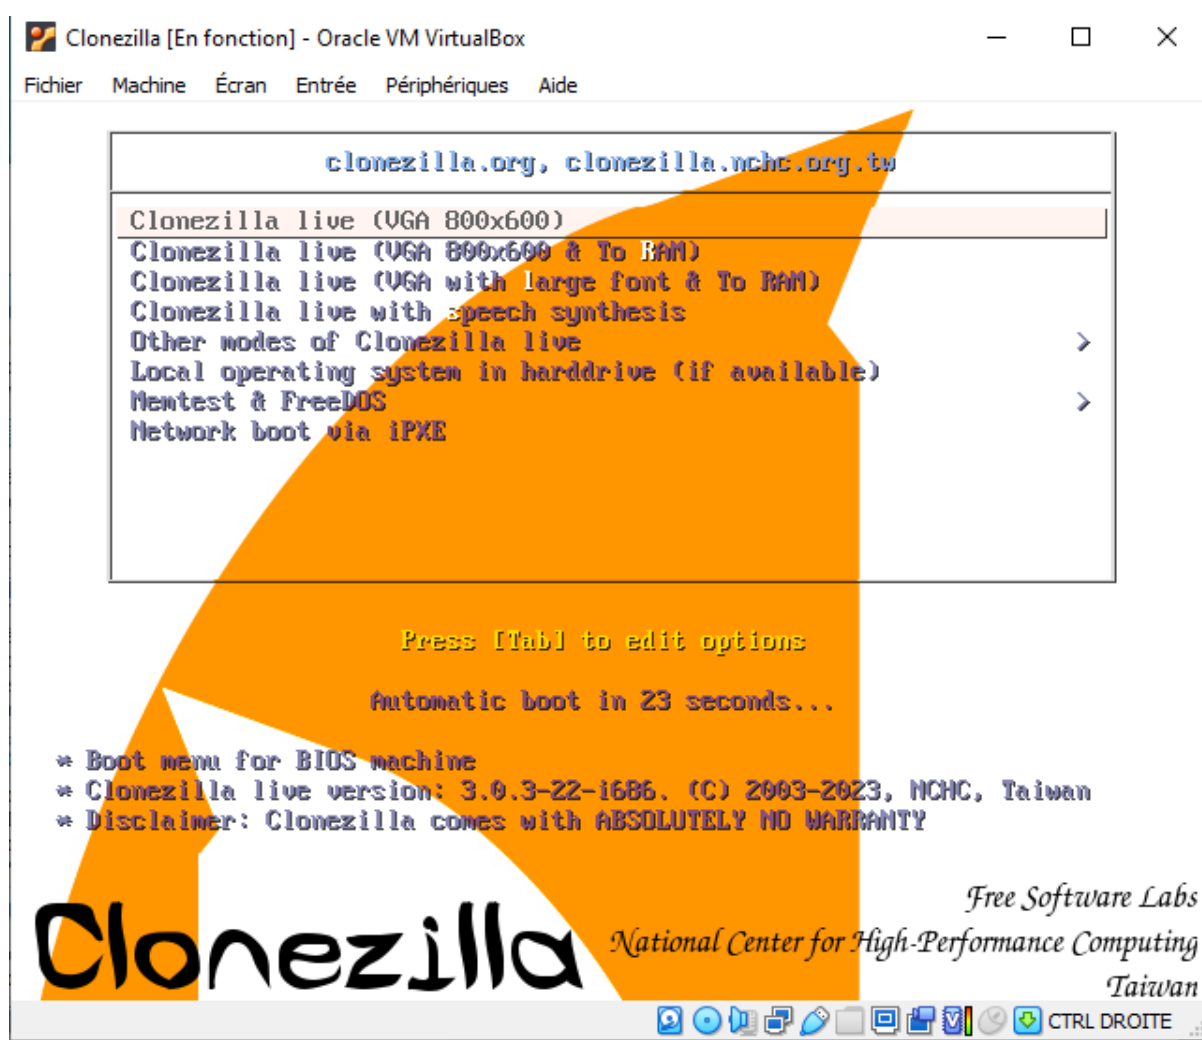 Clonezilla [En fonction] - Oracle VM VirtualBox
Fichier Machine Écran Entrée Périphériques Aide
clonezilla.org, clonezilla.nchc.org.tw
Clonezilla live (VGA 800x600)
Clonezilla live (VGA 800x600 & To RAM)
Clonezilla live (VGA with large font & To RAM)
Clonezilla live with speech synthesis
Other modes of Clonezilla live >
Local operating system in harddrive (if available)
Memtest & FreeDOS >
Network boot via iPXE
Press [Tab] to edit options
Automatic boot in 23 seconds...
* Boot menu for BIOS machine
* Clonezilla live version: 3.0.3-22-i686. (C) 2003-2023, NCHC, Taiwan
* Disclaimer: Clonezilla comes with ABSOLUTELY NO WARRANTY
Free Software Labs
Clonezilla National Center for High-Performance Computing
Taiwan
CTRL DROITE